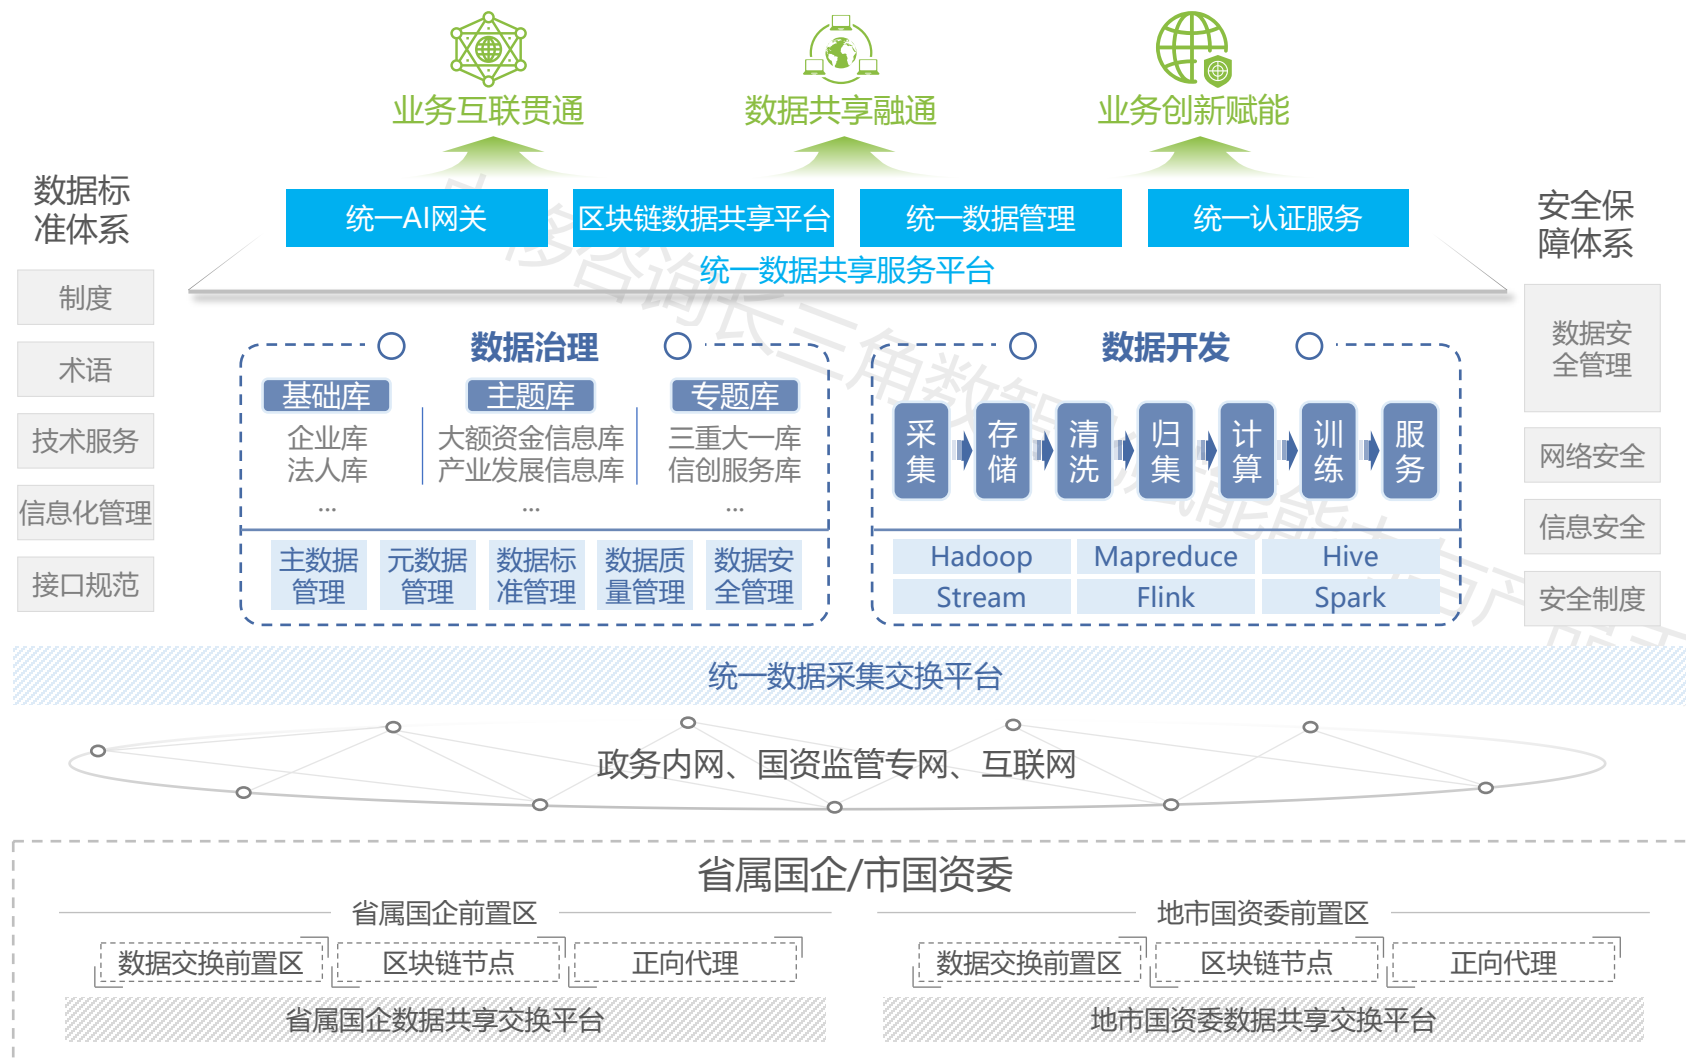 业务互联贯通
数据共享融通
业务创新赋能
数据标
准体系
制度
术语
技术服务
信息化管理
接口规范
统一AI网关
区块链数据共享平台
统一数据管理
统一认证服务
统一数据共享服务平台
安全保
障体系
数据安
全管理
网络安全
信息安全
安全制度
数据治理
基础库
企业库
法人库
...
主题库
大额资金信息库
产业发展信息库
...
专题库
三重大一库
信创服务库
...
主数据
管理
元数据
管理
数据标
准管理
数据质
量管理
数据安
全管理
数据开发
采集
存储
清洗
归集
计算
训练
服务
Hadoop
Mapreduce
Hive
Stream
Flink
Spark
统一数据采集交换平台
政务内网、国资监管专网、互联网
省属国企/市国资委
省属国企前置区
数据交换前置区
区块链节点
正向代理
省属国企数据共享交换平台
地市国资委前置区
数据交换前置区
区块链节点
正向代理
地市国资委数据共享交换平台